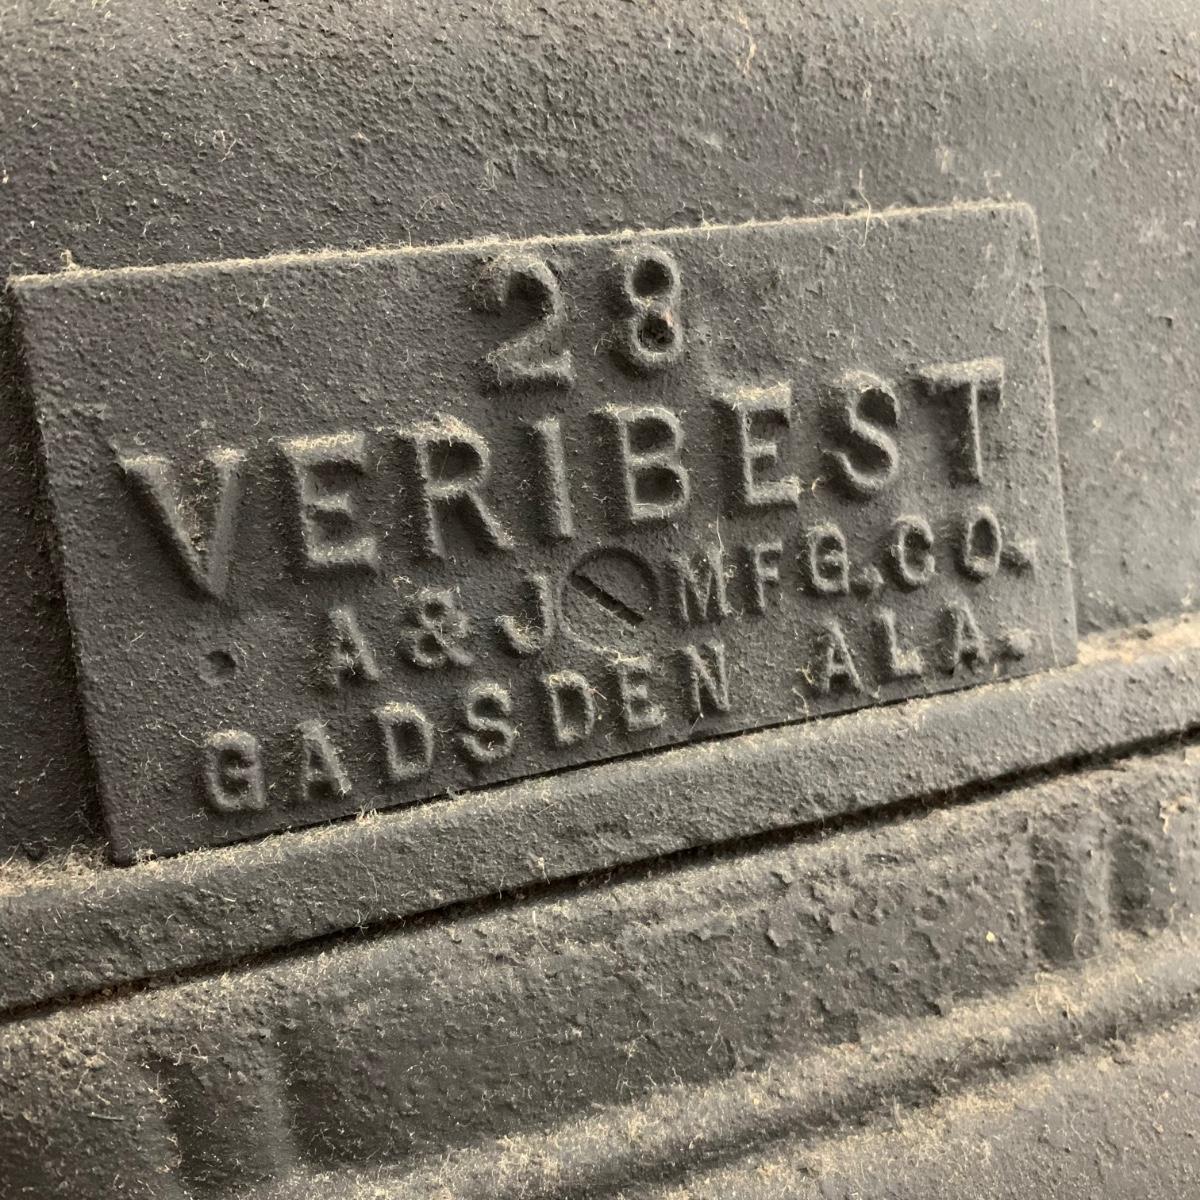 28
VERIBEST
A & J MFG. CO.
GADSDEN ALA.